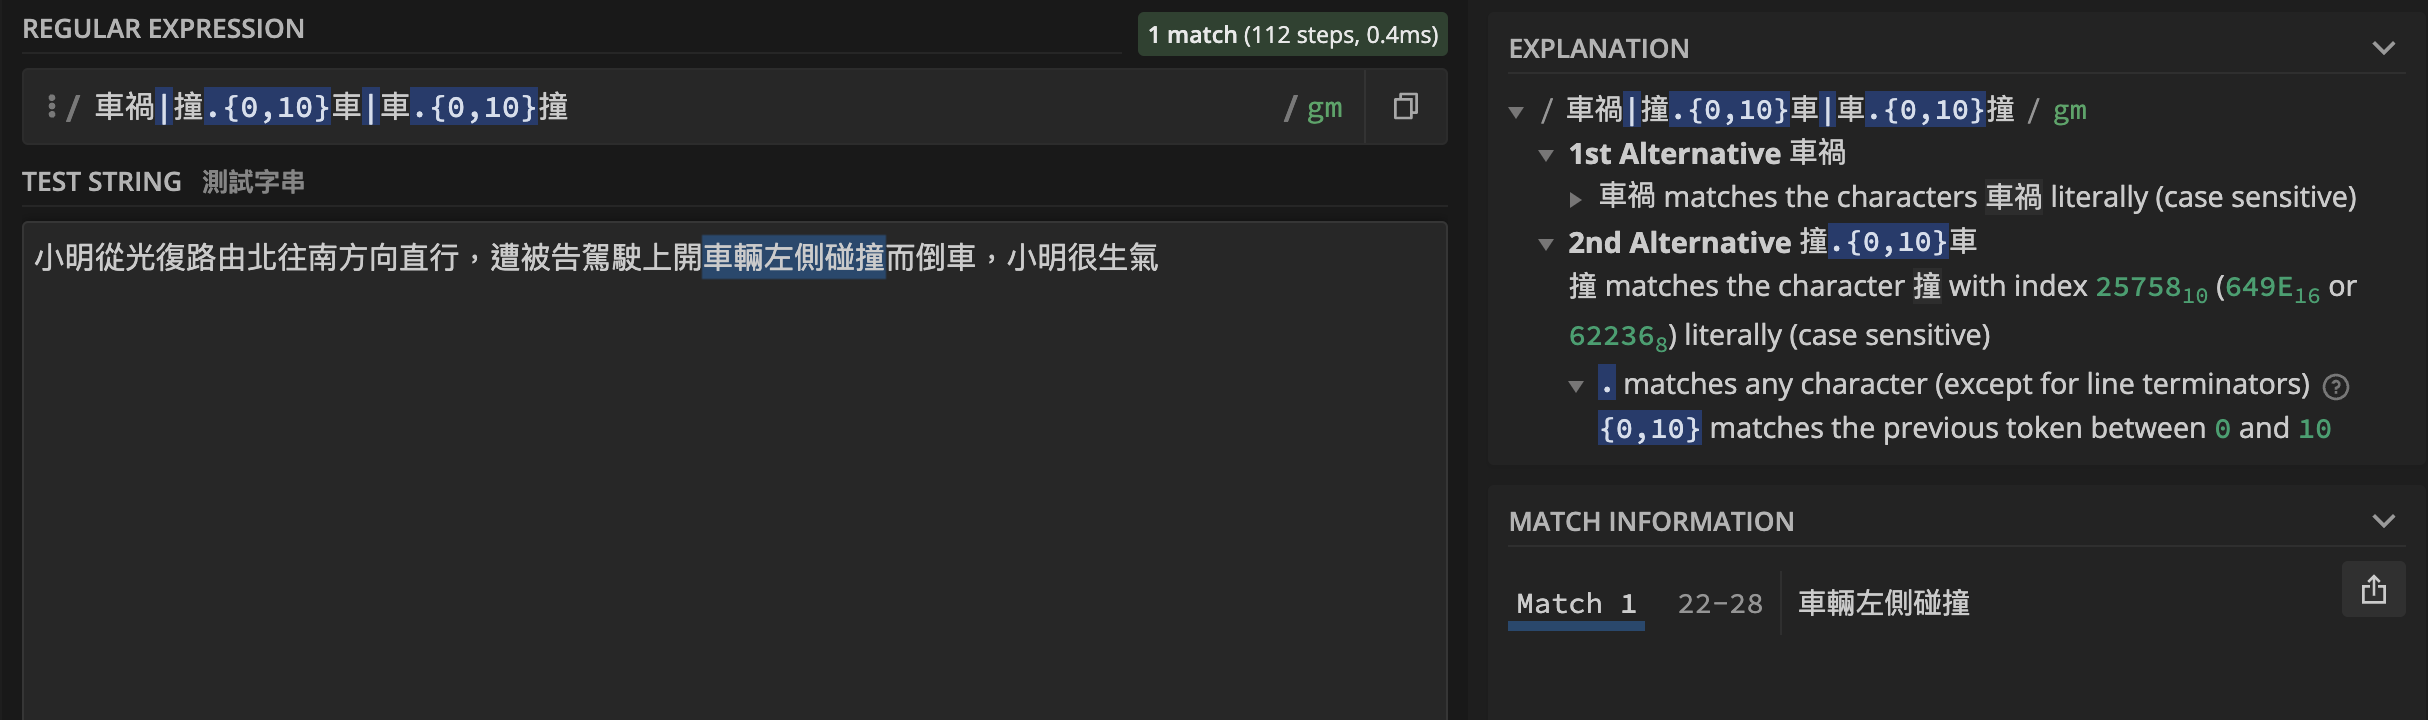 REGULAR EXPRESSION
1 match (112 steps, 0.4ms)
/ 車禍|撞.{0,10}車|車.{0,10}撞 / gm
TEST STRING 測試字串
小明從光復路由北往南方向直行，遭被告駕駛上開車輛左側碰撞而倒車，小明很生氣
EXPLANATION
/ 車禍|撞.{0,10}車|車.{0,10}撞 / gm
1st Alternative 車禍
車禍 matches the characters 車禍 literally (case sensitive)
2nd Alternative 撞.{0,10}車
撞 matches the character 撞 with index 25758₁₀ (649E₁₆ or
62236₈) literally (case sensitive)
. matches any character (except for line terminators) ?
{0,10} matches the previous token between 0 and 10
MATCH INFORMATION
Match 1 22-28 車輛左側碰撞